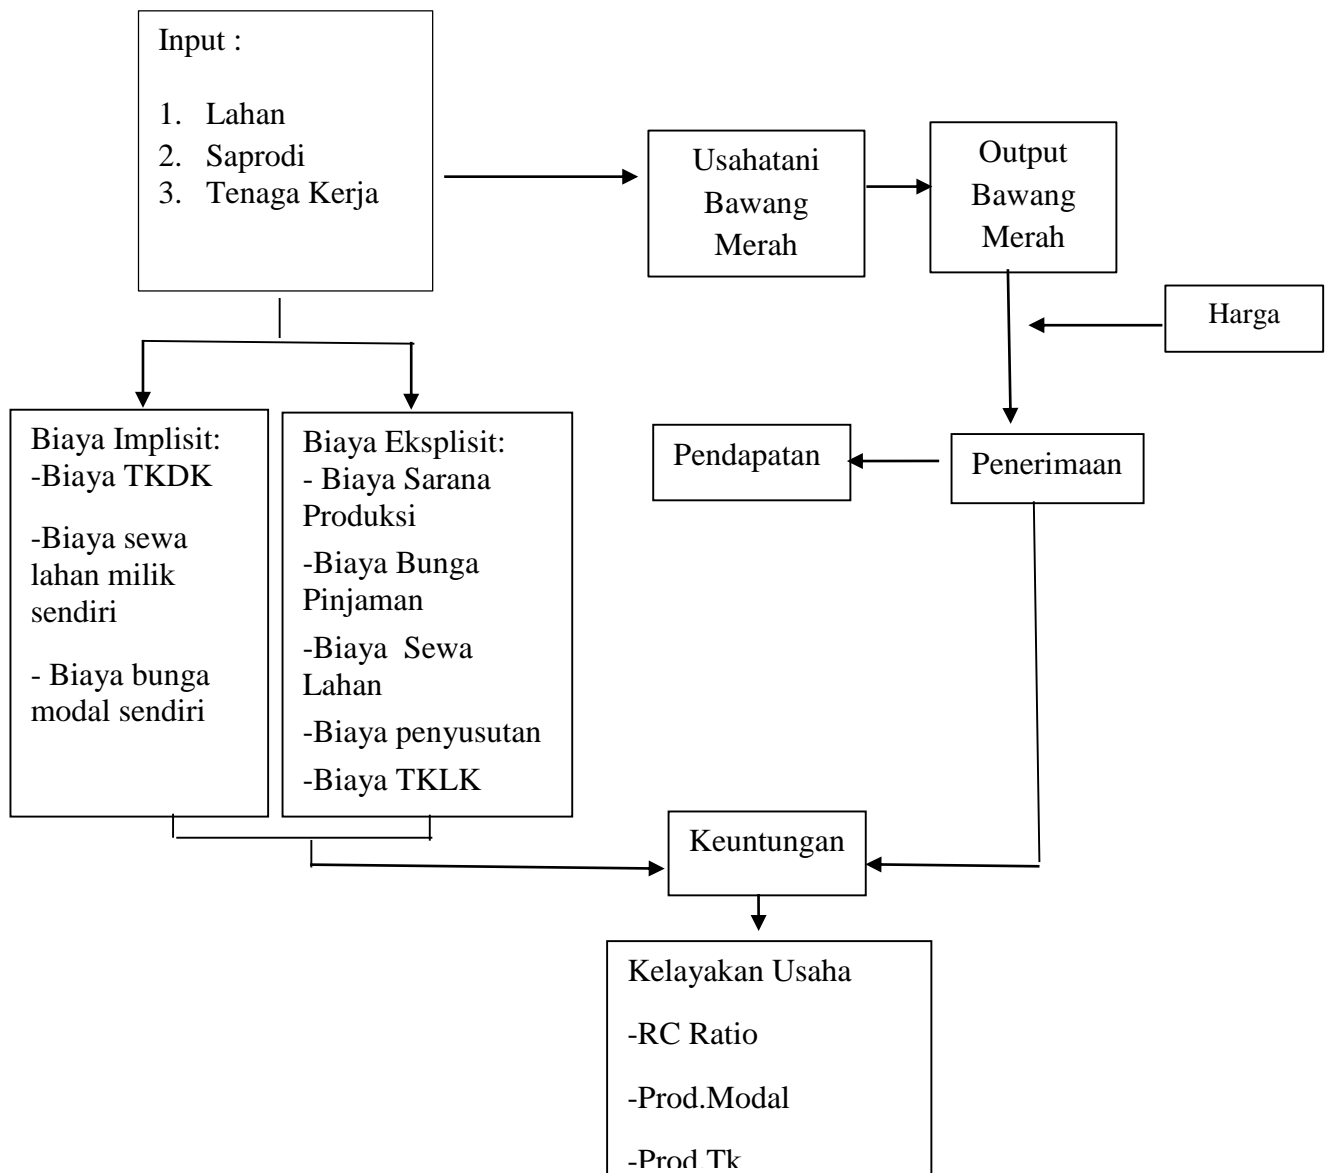 Input :
1. Lahan
2. Saprodi
3. Tenaga Kerja
Usahatani
Bawang
Merah
Output
Bawang
Merah
Harga
Biaya Implisit:
-Biaya TKDK
-Biaya sewa
lahan milik
sendiri
- Biaya bunga
modal sendiri
Biaya Eksplisit:
- Biaya Sarana
Produksi
-Biaya Bunga
Pinjaman
-Biaya Sewa
Lahan
-Biaya penyusutan
-Biaya TKLK
Pendapatan
Penerimaan
Keuntungan
Kelayakan Usaha
-RC Ratio
-Prod.Modal
-Prod.Tk